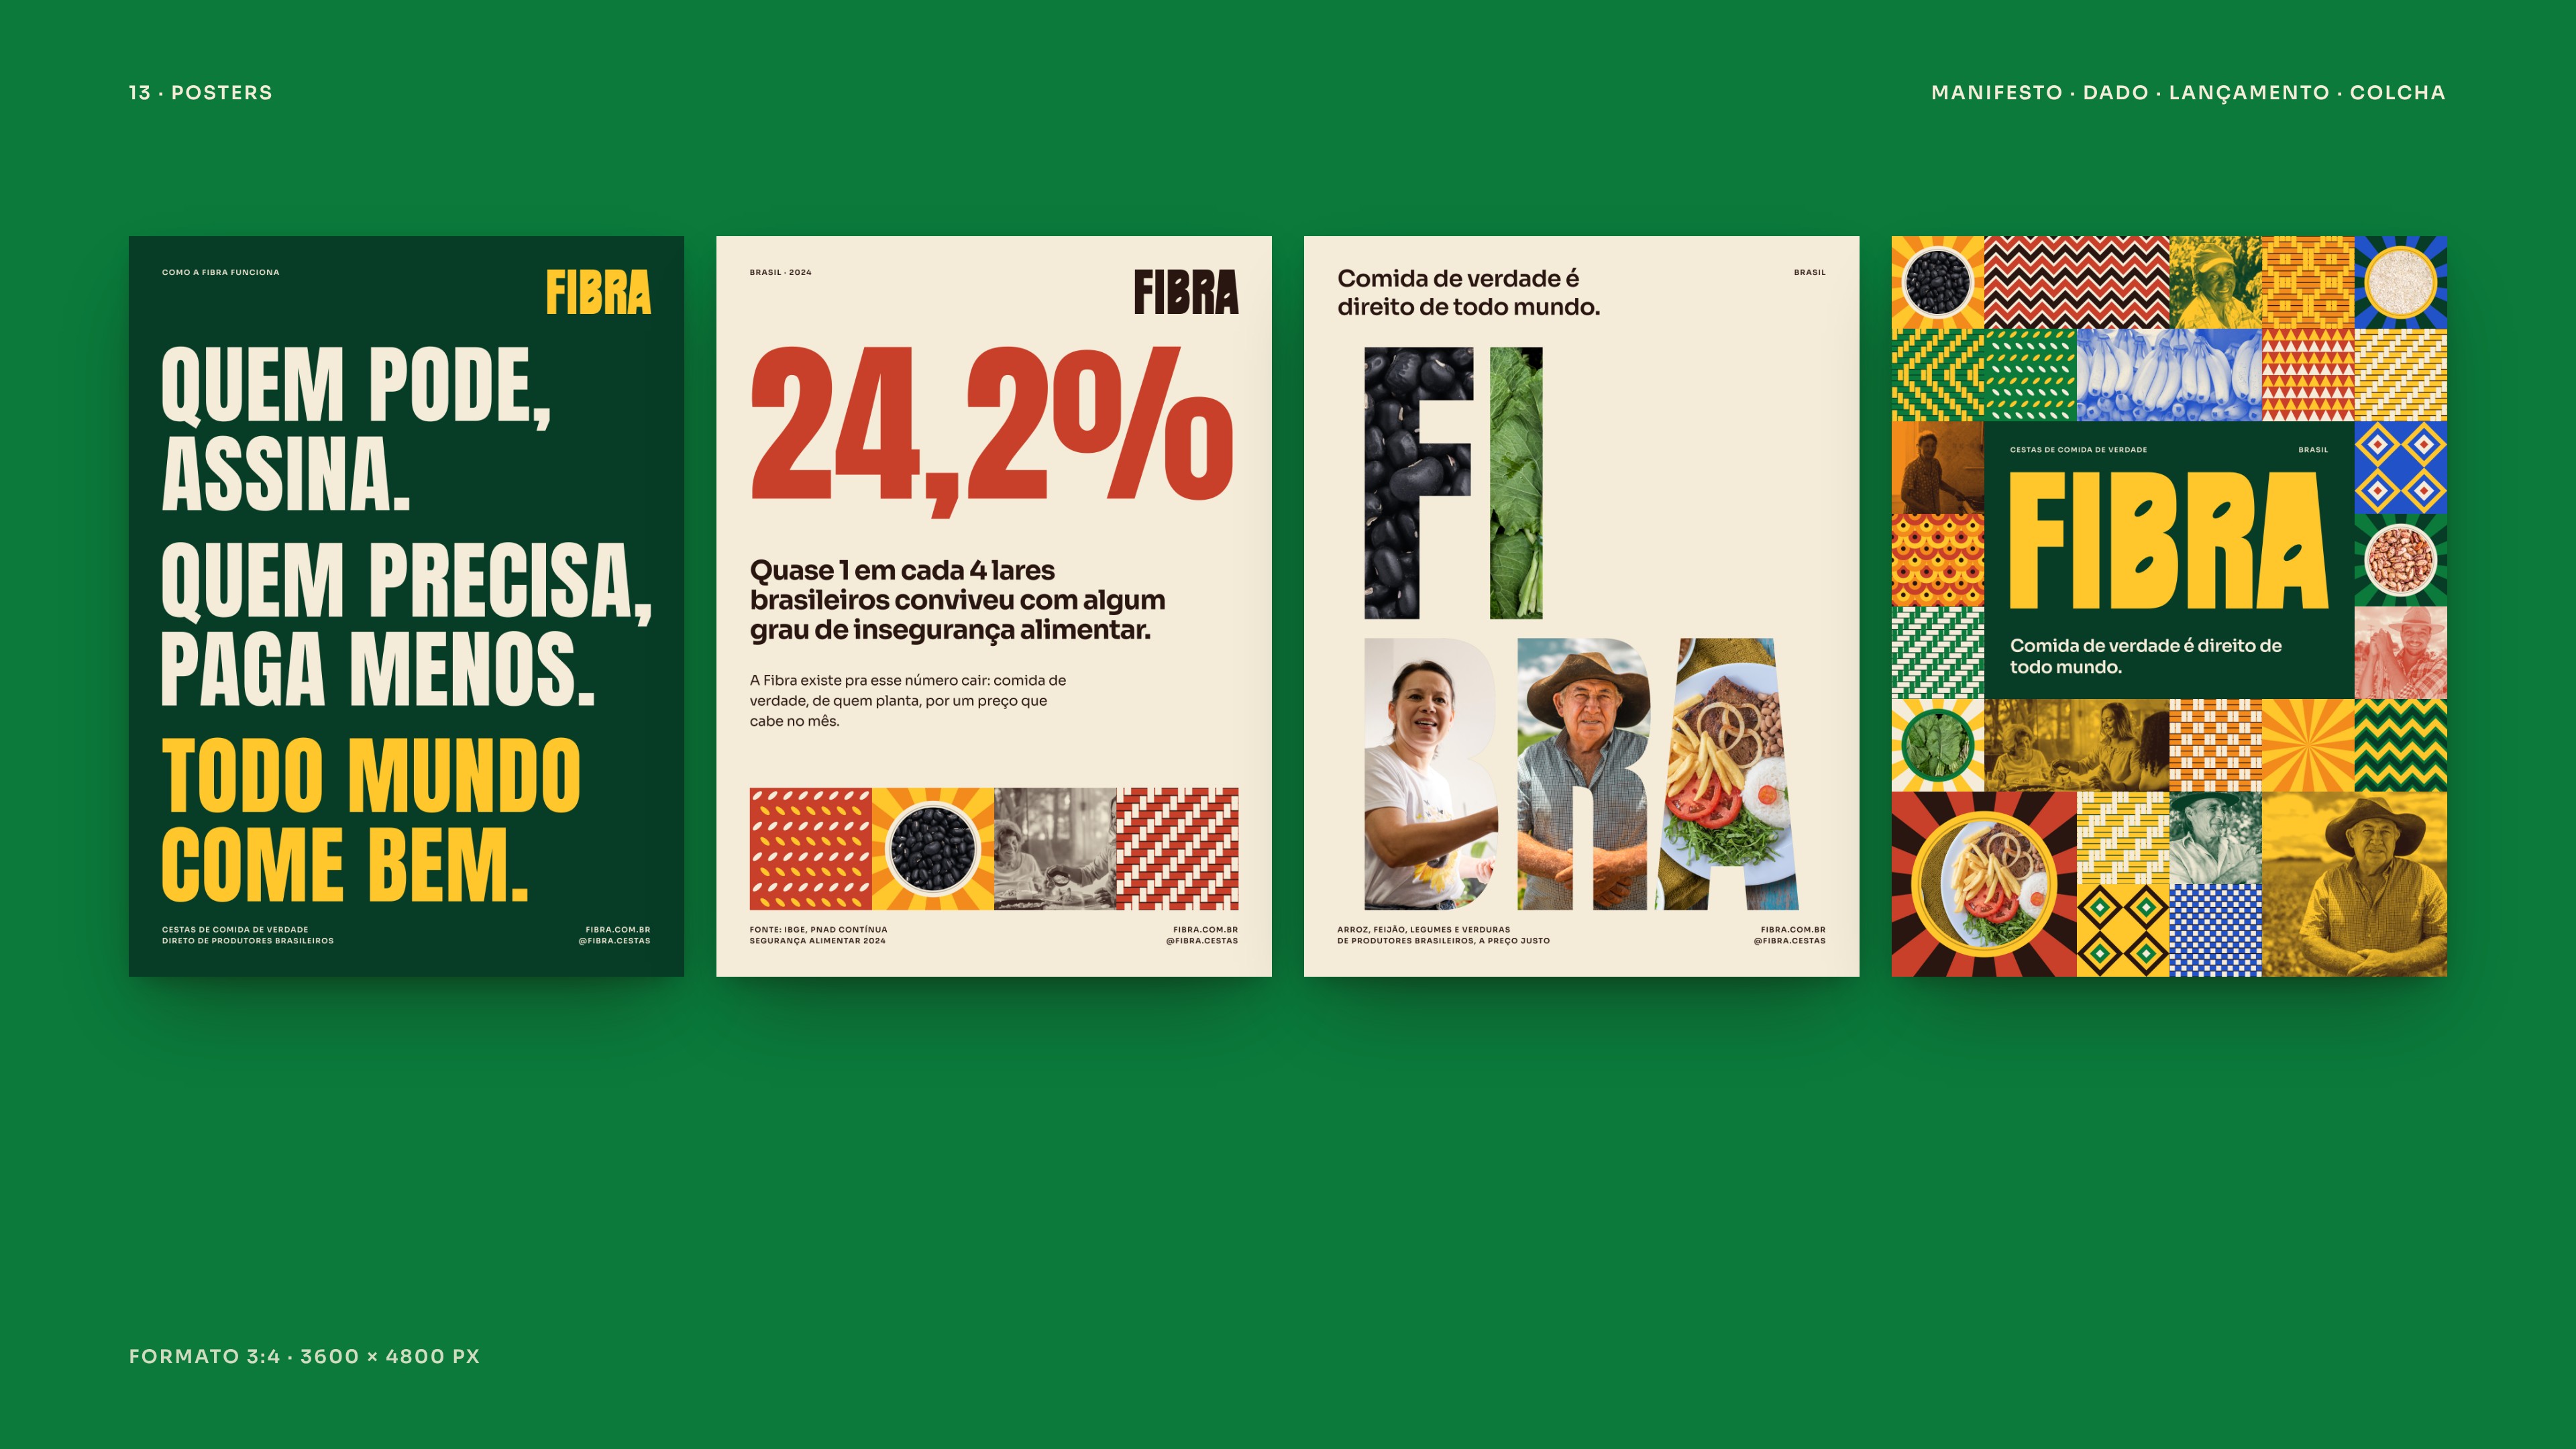 13 · POSTERS
MANIFESTO · DADO · LANÇAMENTO · COLCHA
COMO A FIBRA FUNCIONA
FIBRA
QUEM PODE,
ASSINA.
QUEM PRECISA,
PAGA MENOS.
TODO MUNDO
COME BEM.
CESTAS DE COMIDA DE VERDADE
DIRETO DE PRODUTORES BRASILEIROS
FIBRA.COM.BR
@FIBRA.CESTAS
BRASIL · 2024
FIBRA
24,2%
Quase 1 em cada 4 lares
brasileiros conviveu com algum
grau de insegurança alimentar.
A Fibra existe pra esse número cair: comida de
verdade, de quem planta, por um preço que
cabe no mês.
FONTE: IBGE, PNAD CONTÍNUA
SEGURANÇA ALIMENTAR 2024
FIBRA.COM.BR
@FIBRA.CESTAS
Comida de verdade é
direito de todo mundo.
BRASIL
FI
BRA
ARROZ, FEIJÃO, LEGUMES E VERDURAS
DE PRODUTORES BRASILEIROS, A PREÇO JUSTO
FIBRA.COM.BR
@FIBRA.CESTAS
CESTAS DE COMIDA DE VERDADE
BRASIL
FIBRA
Comida de verdade é direito de
todo mundo.
FORMATO 3:4 · 3600 × 4800 PX